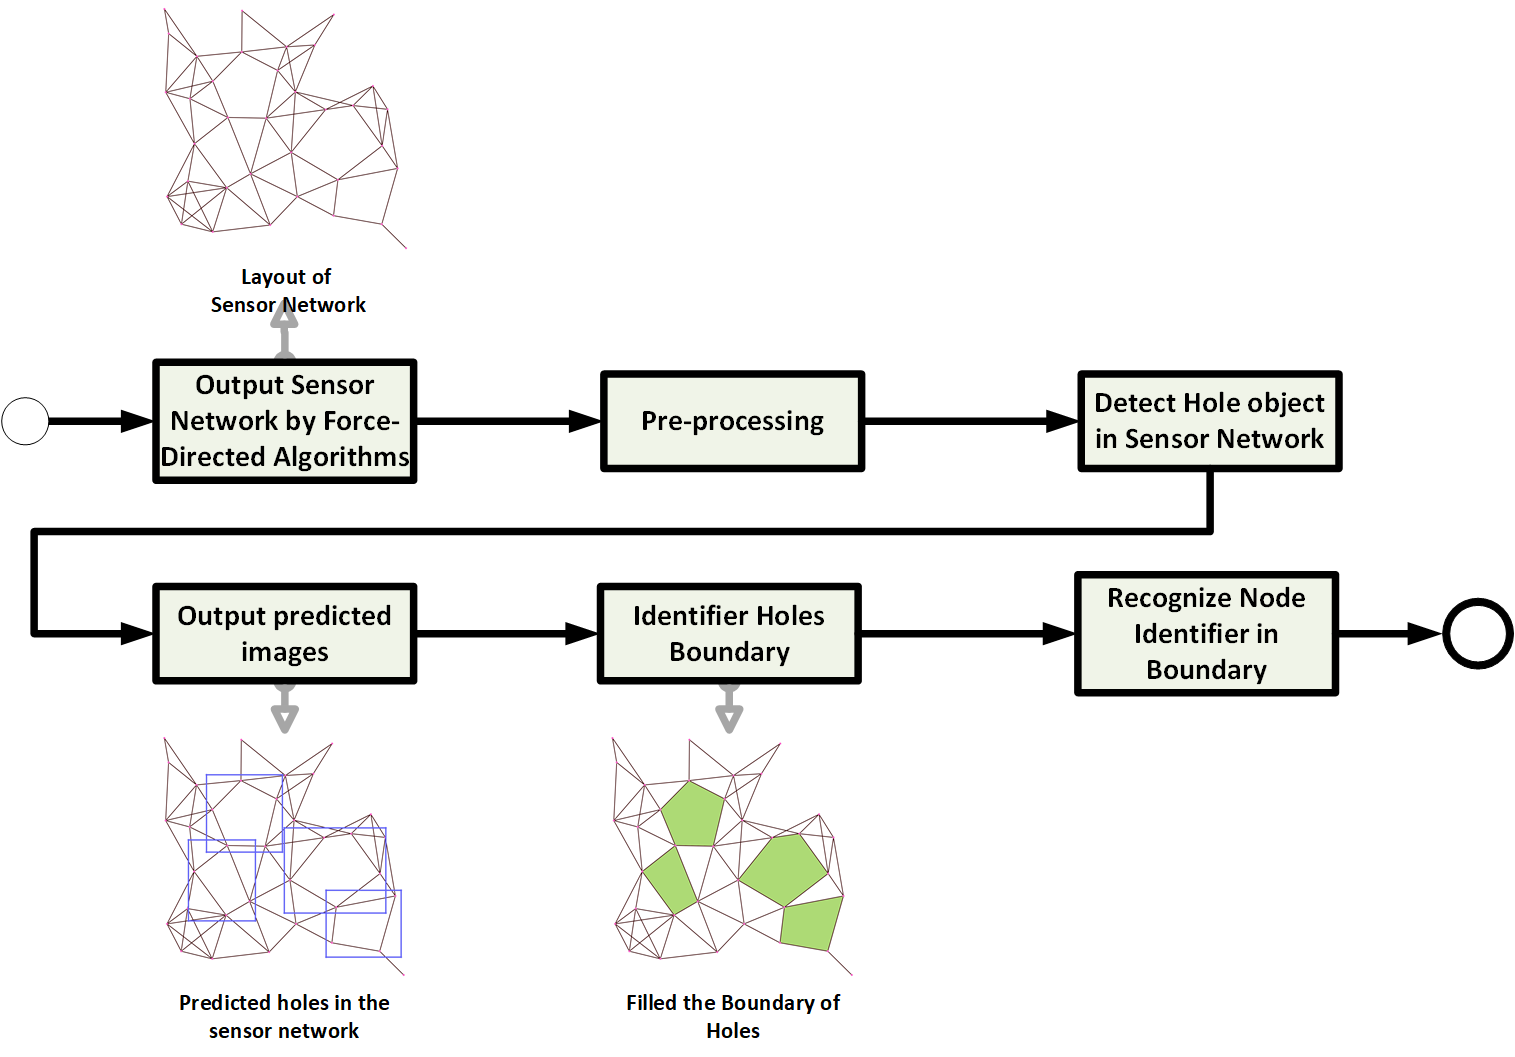 Layout of
Sensor Network
Output Sensor
Network by Force-
Directed Algorithms
Pre-processing
Detect Hole object
in Sensor Network
Output predicted
images
Identifier Holes
Boundary
Recognize Node
Identifier in
Boundary
Predicted holes in the
sensor network
Filled the Boundary of
Holes